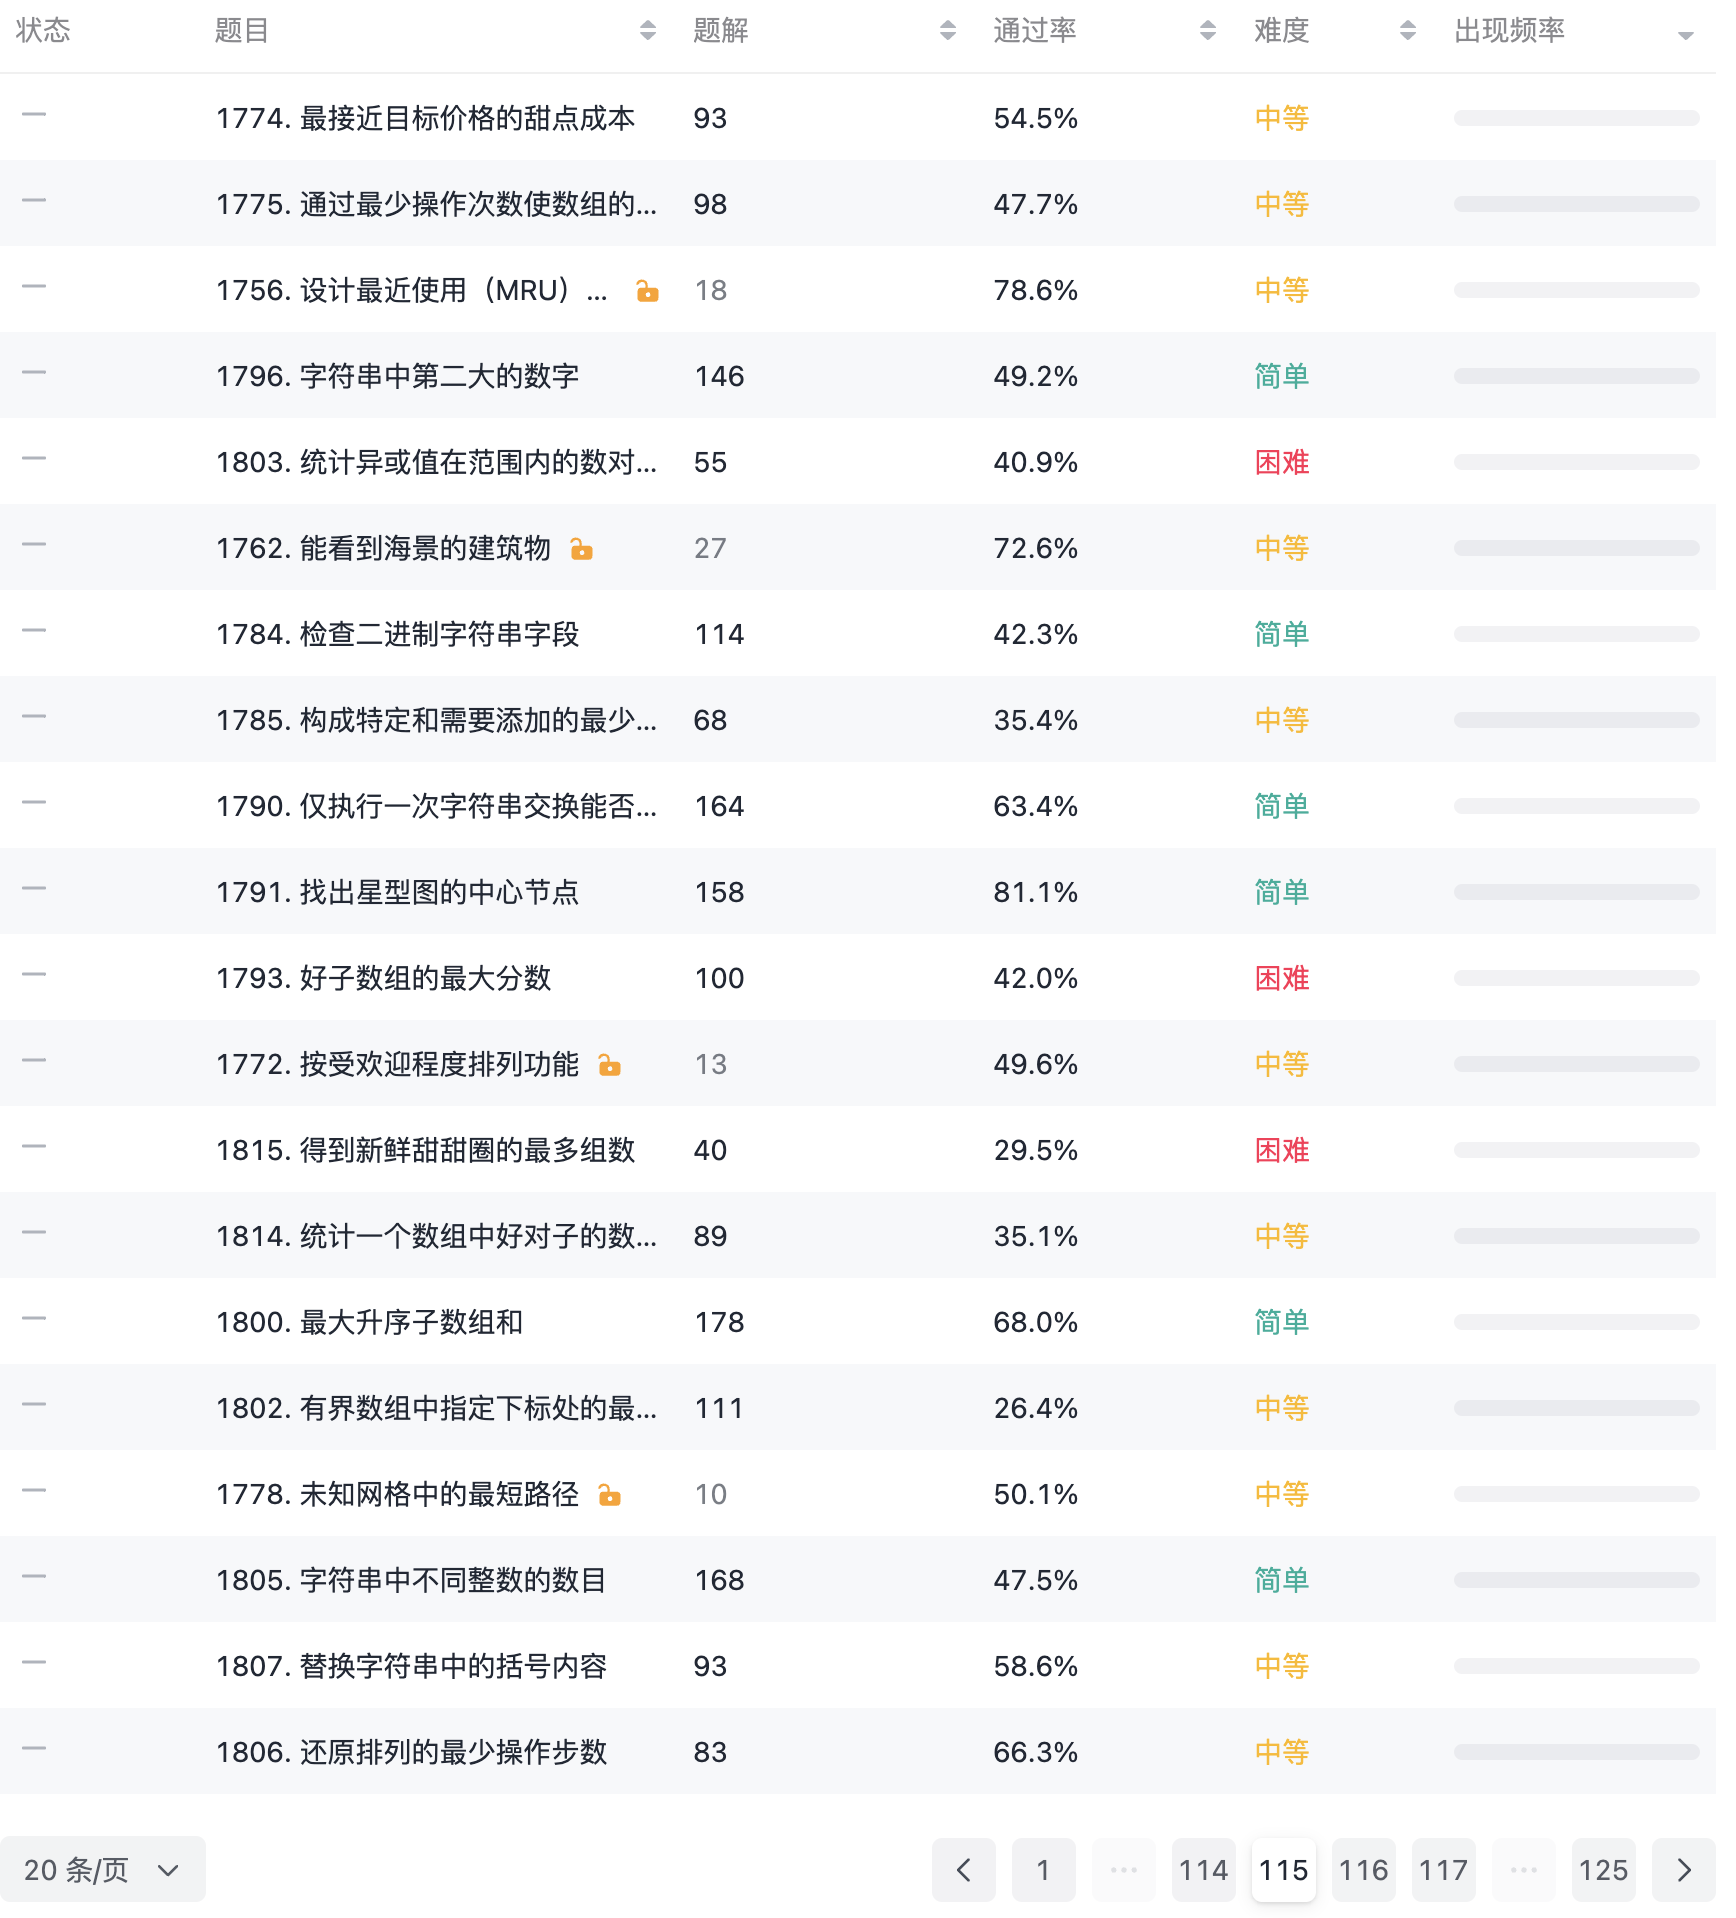 状态 题目 题解 通过率 难度 出现频率
1774. 最接近目标价格的甜点成本 93 54.5% 中等
1775. 通过最少操作次数使数组的... 98 47.7% 中等
1756. 设计最近使用（MRU）... 18 78.6% 中等
1796. 字符串中第二大的数字 146 49.2% 简单
1803. 统计异或值在范围内的数对... 55 40.9% 困难
1762. 能看到海景的建筑物 27 72.6% 中等
1784. 检查二进制字符串字段 114 42.3% 简单
1785. 构成特定和需要添加的最少... 68 35.4% 中等
1790. 仅执行一次字符串交换能否... 164 63.4% 简单
1791. 找出星型图的中心节点 158 81.1% 简单
1793. 好子数组的最大分数 100 42.0% 困难
1772. 按受欢迎程度排列功能 13 49.6% 中等
1815. 得到新鲜甜甜圈的最多组数 40 29.5% 困难
1814. 统计一个数组中好对子的数... 89 35.1% 中等
1800. 最大升序子数组和 178 68.0% 简单
1802. 有界数组中指定下标处的最... 111 26.4% 中等
1778. 未知网格中的最短路径 10 50.1% 中等
1805. 字符串中不同整数的数目 168 47.5% 简单
1807. 替换字符串中的括号内容 93 58.6% 中等
1806. 还原排列的最少操作步数 83 66.3% 中等
20 条/页 1 ... 114 115 116 117 ... 125